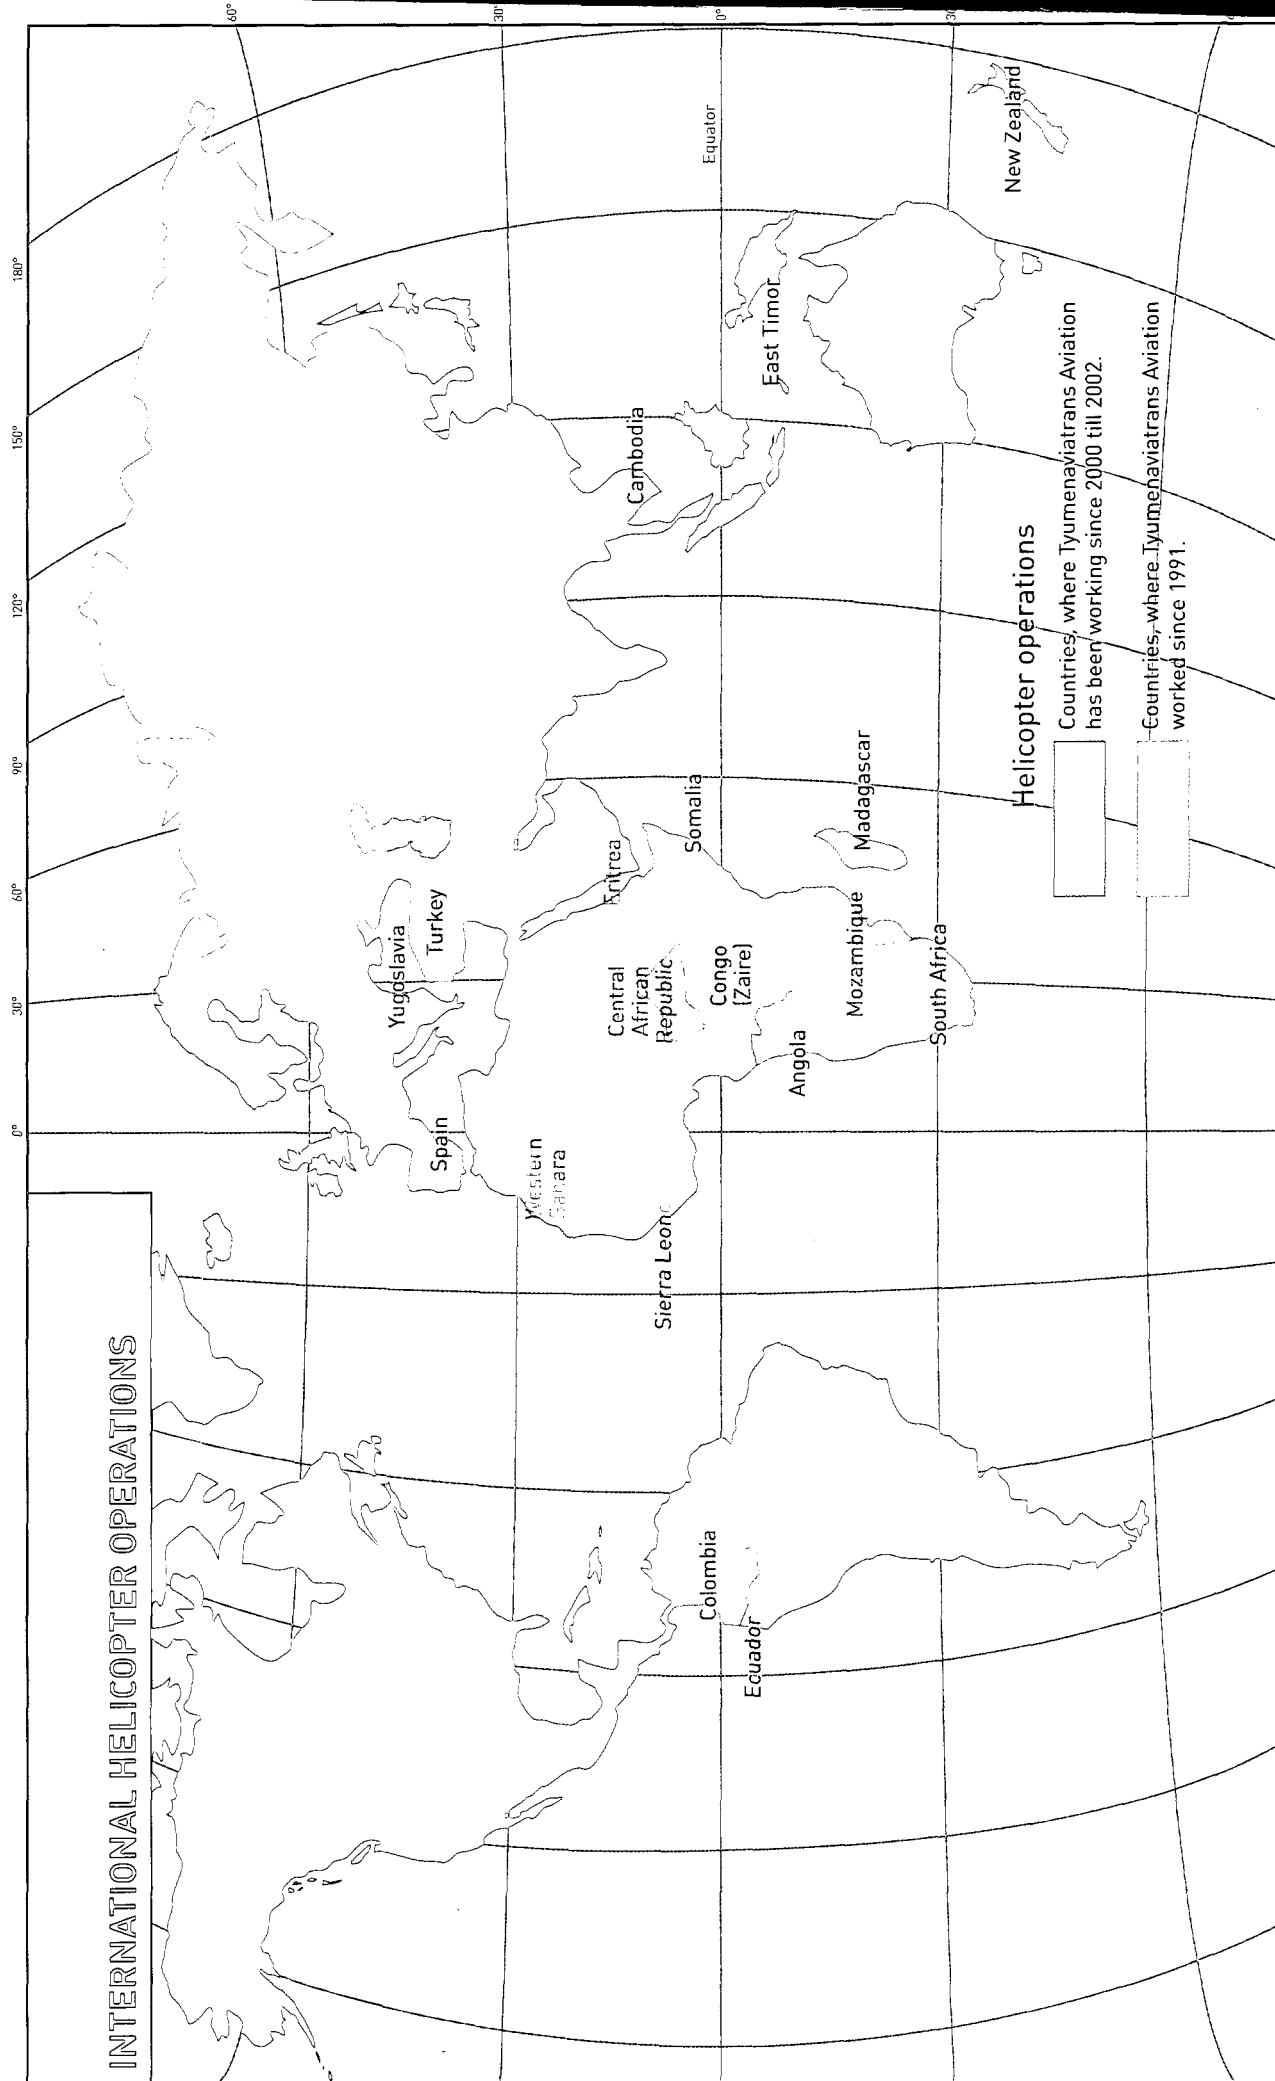 INTERNATIONAL HELICOPTER OPERATIONS
0°
30°
60°
90°
120°
150°
180°
60°
30°
0°
30
Equator
Yugoslavia
Turkey
Spain
Western
Sahara
Eritrea
Central
African
Republic
Cambodia
Sierra Leone
Somalia
Congo
(Zaire)
Colombia
Ecuador
East Timor
Angola
Mozambique
Madagascar
South Africa
New Zealand
Helicopter operations
Countries, where Tyumenaviatrans Aviation
has been working since 2000 till 2002.
Countries, where Tyumenaviatrans Aviation
worked since 1991.